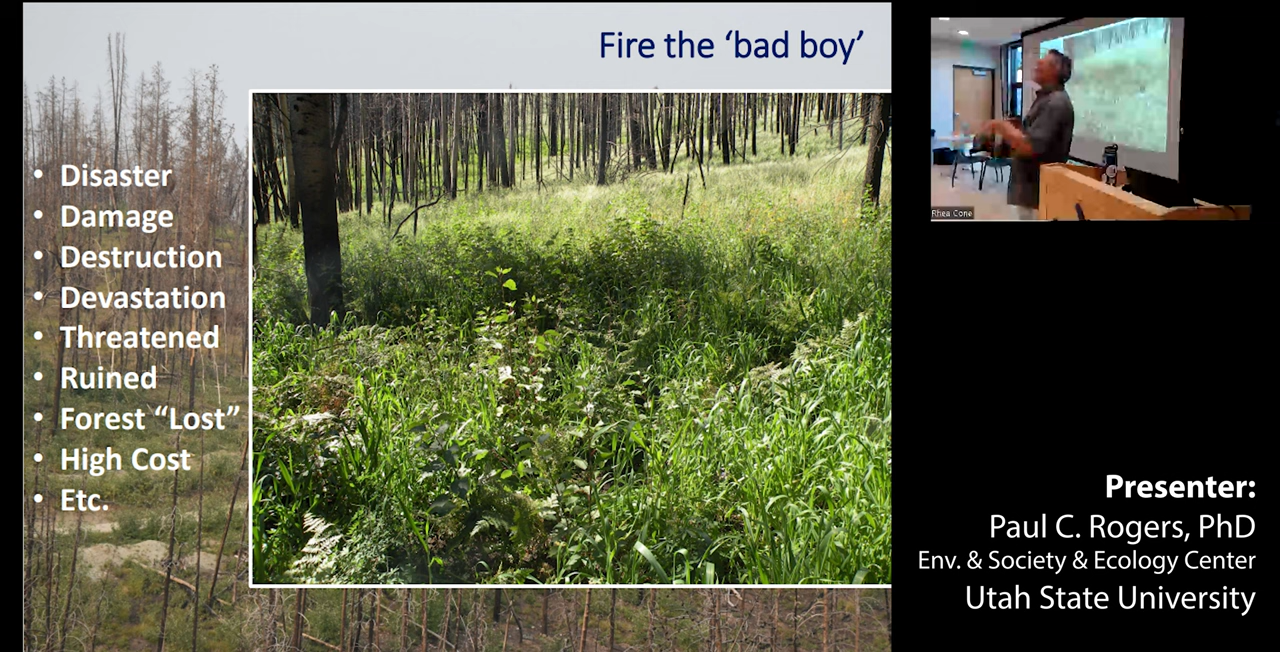 Fire the ‘bad boy’
• Disaster
• Damage
• Destruction
• Devastation
• Threatened
• Ruined
• Forest “Lost”
• High Cost
• Etc.
Rhea Cone
Presenter:
Paul C. Rogers, PhD
Env. & Society & Ecology Center
Utah State University